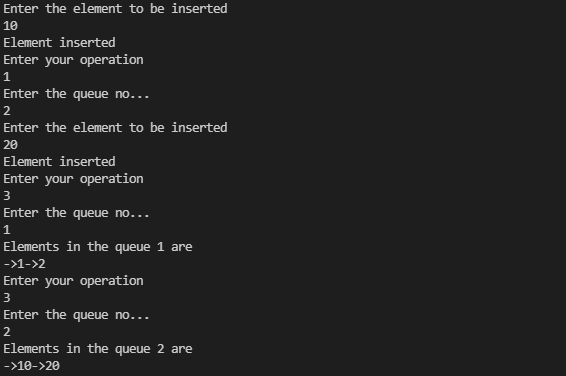 Enter the element to be inserted
10
Element inserted
Enter your operation
1
Enter the queue no...
2
Enter the element to be inserted
20
Element inserted
Enter your operation
3
Enter the queue no...
1
Elements in the queue 1 are
->1->2
Enter your operation
3
Enter the queue no...
2
Elements in the queue 2 are
->10->20